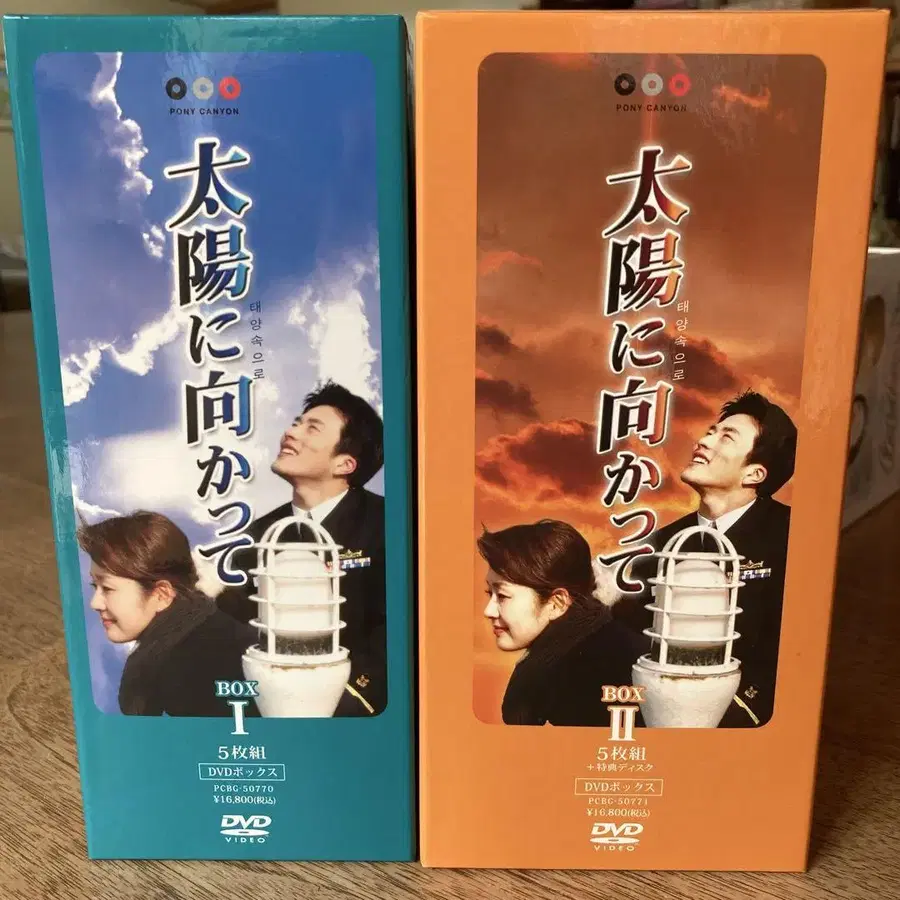 PONY CANYON
太陽に向かって
태양속으로
BOX
I
5枚組
DVDボックス
PCBG-50770
¥16,800(税込)
DVD
VIDEO
PONY CANYON
太陽に向かって
태양속으로
BOX
II
5枚組
+特典ディスク
DVDボックス
PCBG-50771
¥16,800(税込)
DVD
VIDEO